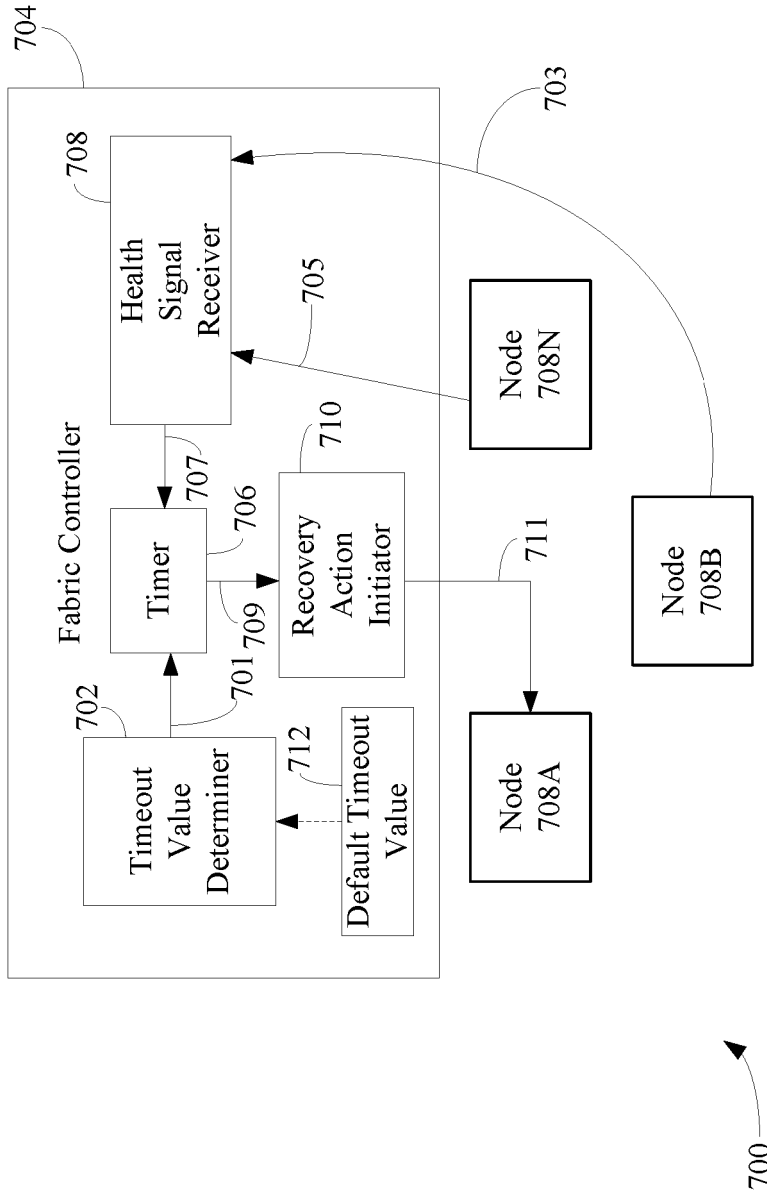 704
Fabric Controller
702
Timeout
Value
Determiner
701
Timer
706
707
708
Health
Signal
Receiver
709
710
Recovery
Action
Initiator
712
Default Timeout
Value
711
705
703
Node
708A
Node
708N
Node
708B
700